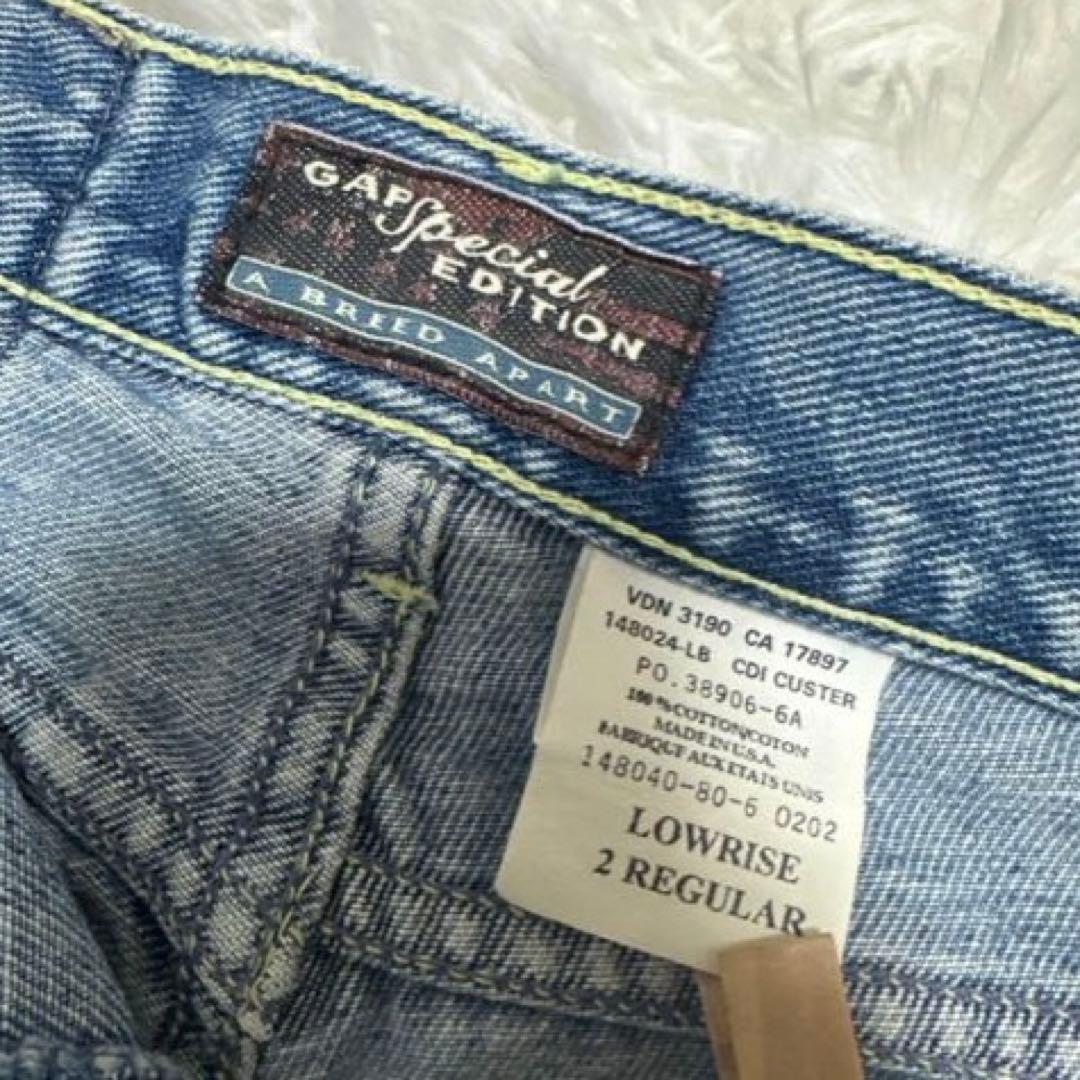 GAP Special
EDITION
A BREED APART
VDN 3190 CA 17897
148024-LB CDI CUSTER
PO.38906-6A
100%COTTON/COTON
MADE IN U.S.A.
FABRIQUE AUX ETATS UNIS
148040-80-6 0202
LOWRISE
2 REGULAR